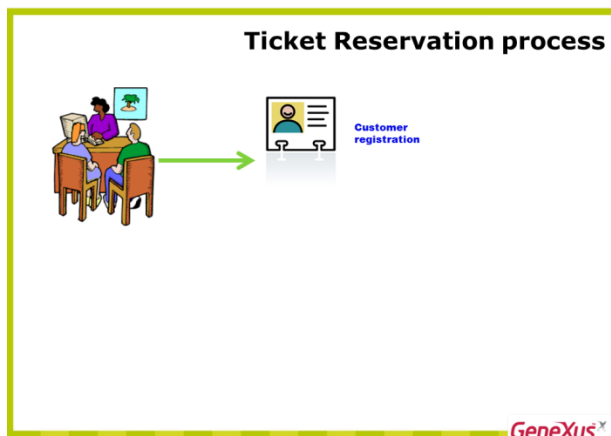 Ticket Reservation process
Customer
registration
GeneXus X